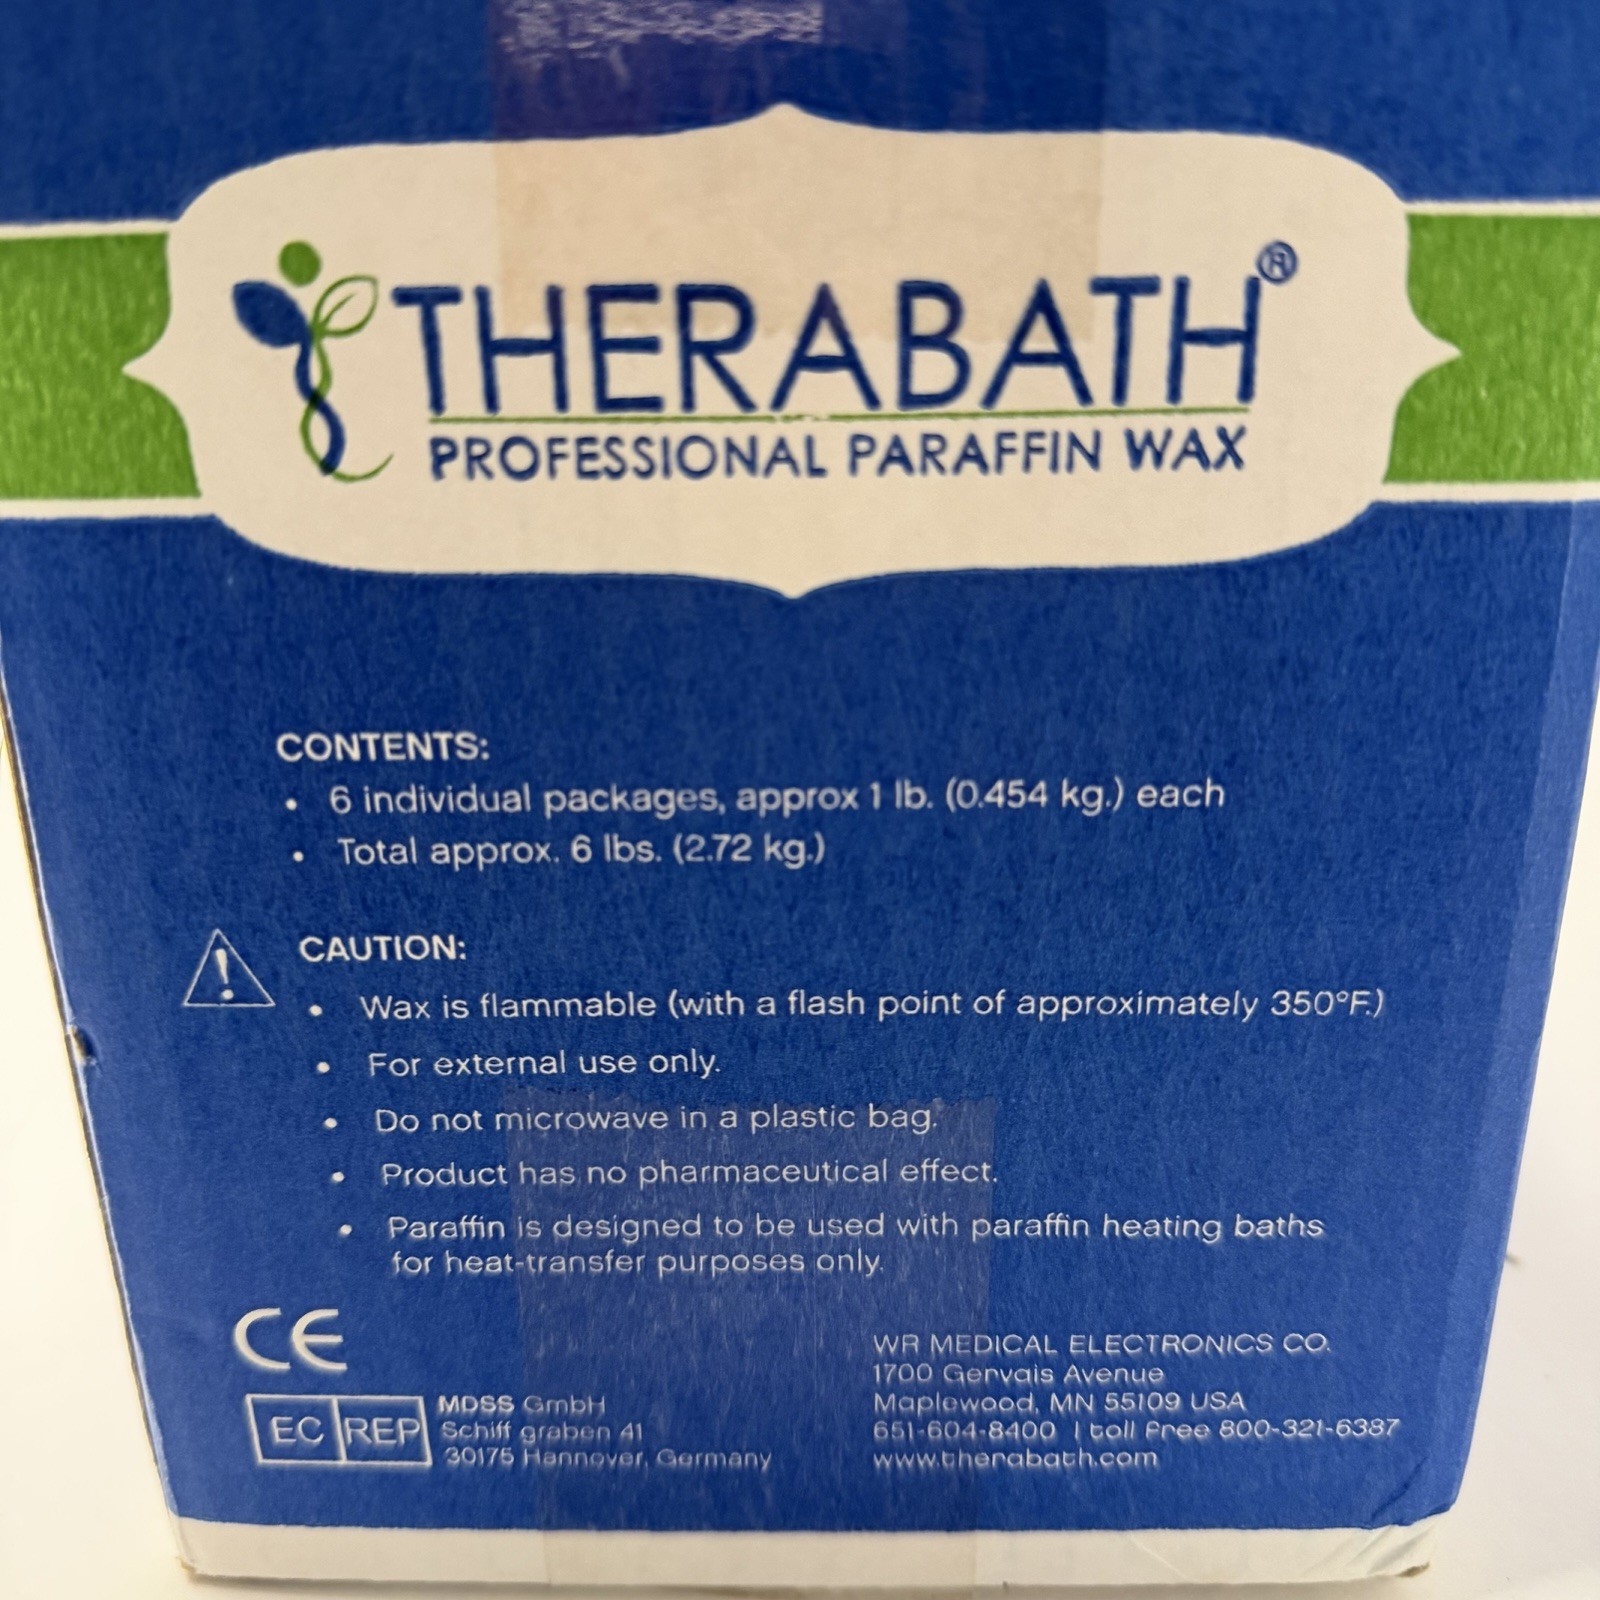 THERABATH®
PROFESSIONAL PARAFFIN WAX
CONTENTS:
• 6 individual packages, approx 1 lb. (0.454 kg.) each
• Total approx. 6 lbs. (2.72 kg.)
! CAUTION:
• Wax is flammable (with a flash point of approximately 350°F.)
• For external use only.
• Do not microwave in a plastic bag.
• Product has no pharmaceutical effect.
• Paraffin is designed to be used with paraffin heating baths
for heat-transfer purposes only.
CE
EC REP
MDSS GmbH
Schiff graben 41
30175 Hannover, Germany
WR MEDICAL ELECTRONICS CO.
1700 Gervais Avenue
Maplewood, MN 55109 USA
651-604-8400 | toll free 800-321-6387
www.therabath.com